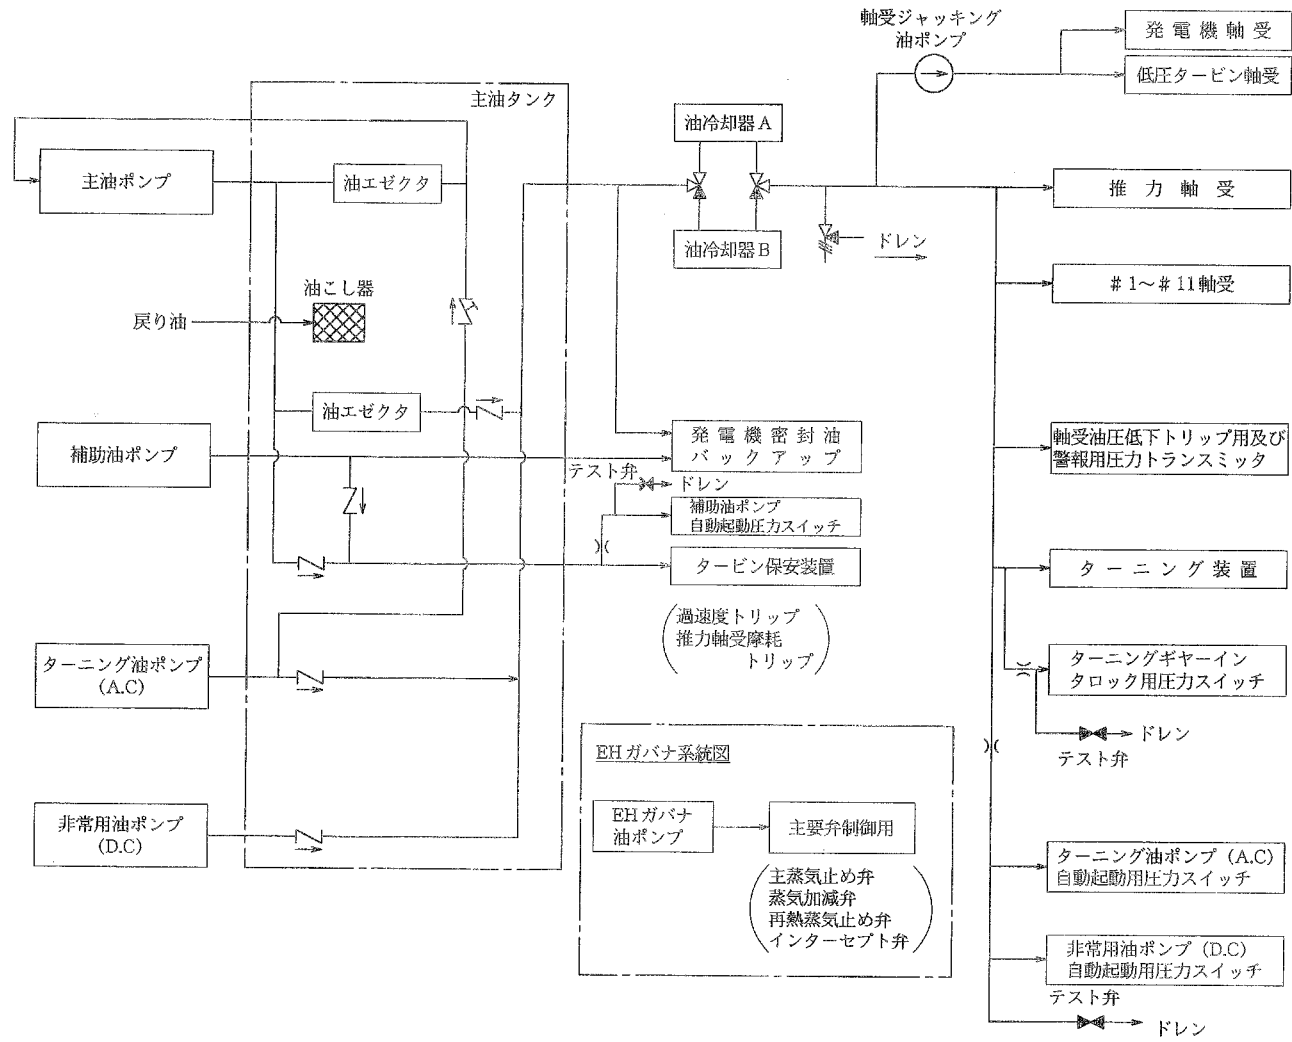 軸受ジャッキング
油ポンプ
発電機軸受
低圧タービン軸受
主油タンク
油冷却器A
主油ポンプ
油エゼクタ
推力軸受
油冷却器B
ドレン
油こし器
戻り油
#1〜#11軸受
油エゼクタ
補助油ポンプ
発電機密封油
バックアップ
軸受油圧低下トリップ用及び
警報用圧力トランスミッタ
テスト弁
ドレン
補助油ポンプ
自動起動圧力スイッチ
タービン保安装置
ターニング装置
過速度トリップ
推力軸受摩耗
トリップ
ターニング油ポンプ
(A.C)
ターニングギヤーイン
タロック用圧力スイッチ
ドレン
テスト弁
EHガバナ系統図
EHガバナ
油ポンプ
主要弁制御用
非常用油ポンプ
(D.C)
主蒸気止め弁
蒸気加減弁
再熱蒸気止め弁
インターセプト弁
ターニング油ポンプ(A.C)
自動起動用圧力スイッチ
非常用油ポンプ(D.C)
自動起動用圧力スイッチ
テスト弁
ドレン